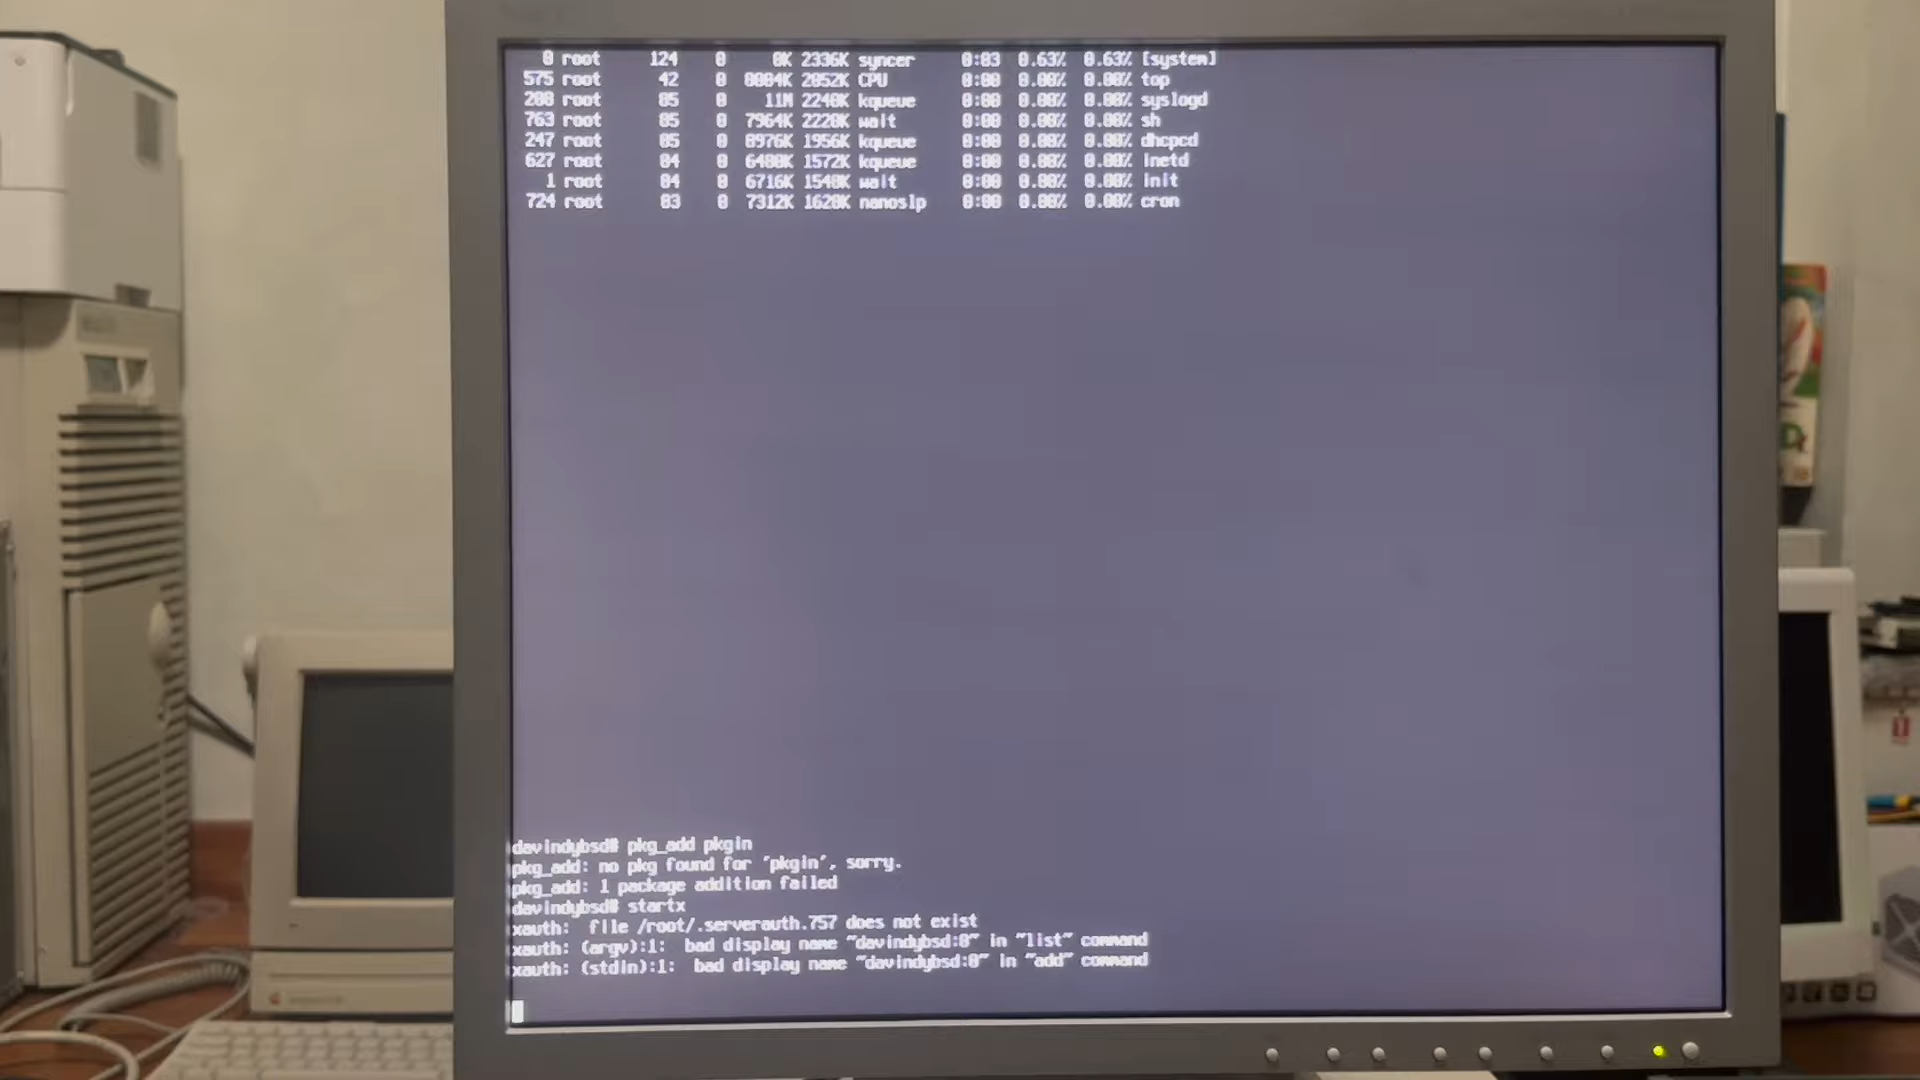 0 root 124 0 0K 2336K syncer 0:03 0.63% 0.63% [system]
575 root 42 0 8084K 2852K CPU 0:00 0.00% 0.00% top
208 root 85 0 11M 2240K kqueue 0:00 0.00% 0.00% syslogd
763 root 85 0 7964K 2220K wait 0:00 0.00% 0.00% sh
247 root 85 0 8976K 1956K kqueue 0:00 0.00% 0.00% dhcpcd
627 root 84 0 6480K 1572K kqueue 0:00 0.00% 0.00% inetd
1 root 84 0 6716K 1540K wait 0:00 0.00% 0.00% init
724 root 83 0 7312K 1620K nanoslp 0:00 0.00% 0.00% cron
davindybsd# pkg_add pkgin
pkg_add: no pkg found for 'pkgin', sorry.
pkg_add: 1 package addition failed
davindybsd# startx
xauth: file /root/.serverauth.757 does not exist
xauth: (argv):1: bad display name "davindybsd:0" in "list" command
xauth: (stdin):1: bad display name "davindybsd:0" in "add" command